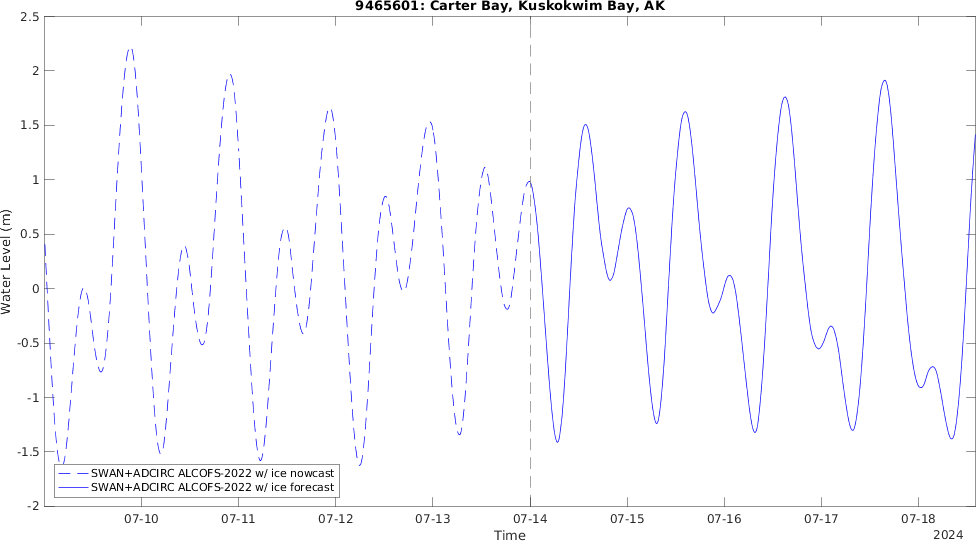 9465601: Carter Bay, Kuskokwim Bay, AK
Water Level (m)
2.5
2
1.5
1
0.5
0
-0.5
-1
-1.5
-2
SWAN+ADCIRC ALCOFS-2022 w/ ice nowcast
SWAN+ADCIRC ALCOFS-2022 w/ ice forecast
07-10 07-11 07-12 07-13 07-14 07-15 07-16 07-17 07-18
Time
2024